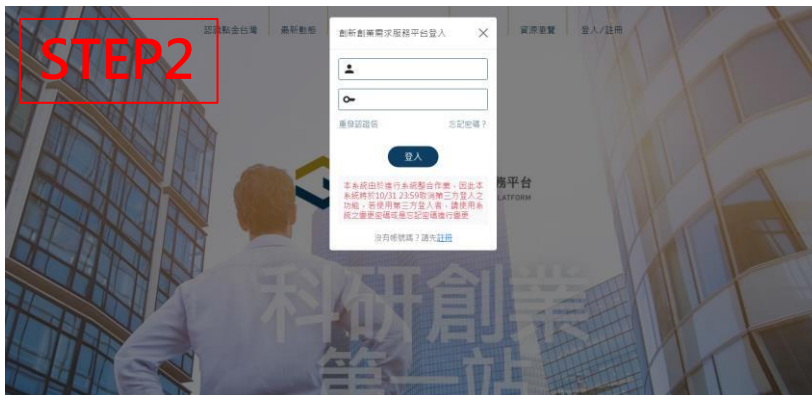 STEP2
認識點金台灣
最新動態
資源瀏覽
登入/註冊
創新創業需求服務平台登入
重發認證信
忘記密碼？
登入
本系統由於進行系統整合作業，因此本
系統將於10/31 23:59取消第三方登入之
功能，若使用第三方登入者，請使用系
統之變更密碼或是忘記密碼進行變更
沒有帳號嗎？請先註冊
務平台
LATFORM
科研創業
第一站